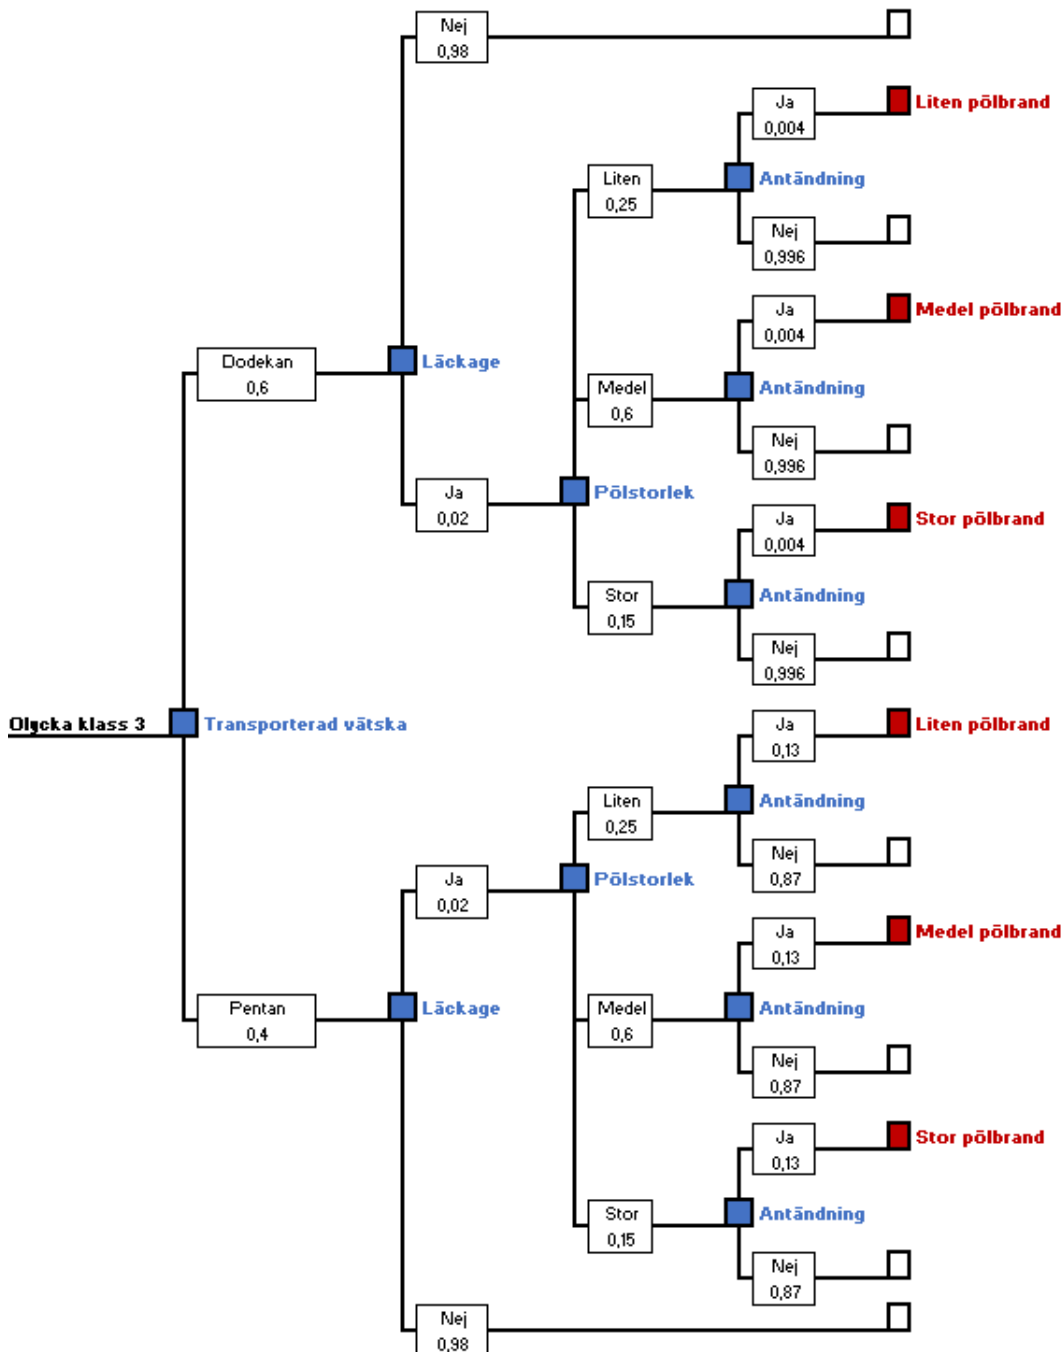 Nej
0,98
Ja
0,004
Liten pölbrand
Antändning
Liten
0,25
Nej
0,996
Ja
0,004
Medel pölbrand
Dodekan
0,6
Läckage
Medel
0,6
Antändning
Nej
0,996
Ja
0,02
Pölstorlek
Ja
0,004
Stor pölbrand
Stor
0,15
Antändning
Nej
0,996
Olycka klass 3
Transporterad vätska
Ja
0,13
Liten pölbrand
Liten
0,25
Antändning
Nej
0,87
Ja
0,02
Pölstorlek
Ja
0,13
Medel pölbrand
Pentan
0,4
Läckage
Medel
0,6
Antändning
Nej
0,87
Ja
0,13
Stor pölbrand
Stor
0,15
Antändning
Nej
0,87
Nej
0,98